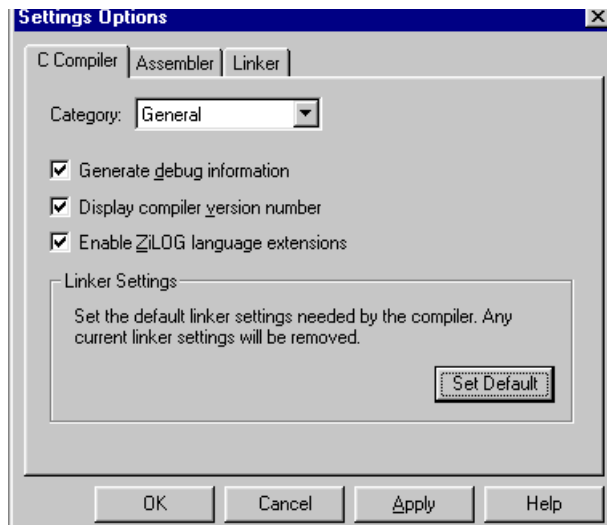 Settings Options
C Compiler Assembler Linker
Category: General
Generate debug information
Display compiler version number
Enable ZiLOG language extensions
Linker Settings
Set the default linker settings needed by the compiler. Any
current linker settings will be removed.
Set Default
OK Cancel Apply Help